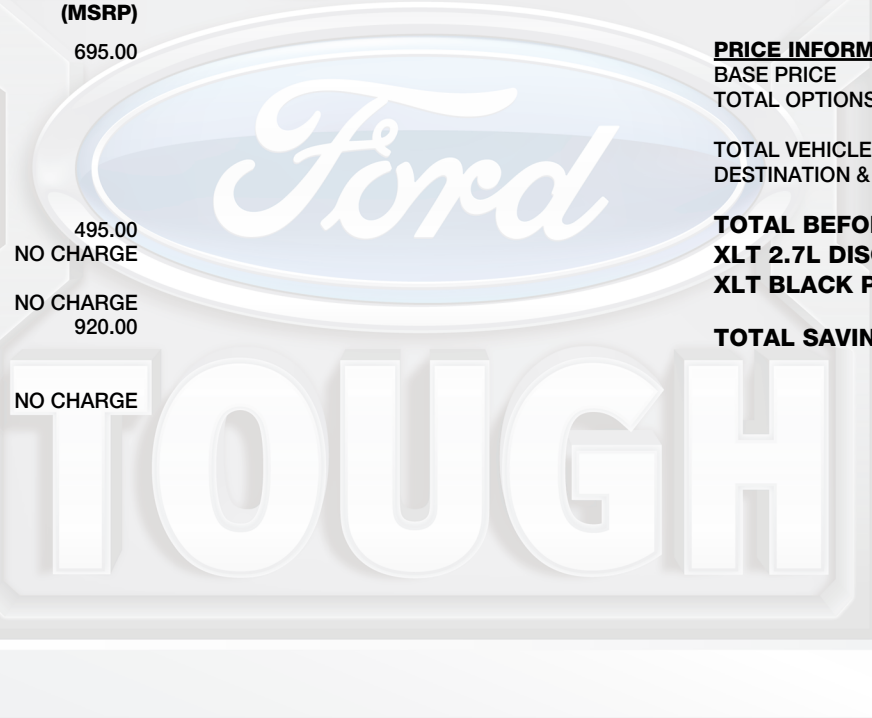 (MSRP)
695.00
495.00
NO CHARGE
NO CHARGE
920.00
NO CHARGE
PRICE INFORM
BASE PRICE
TOTAL OPTIONS
TOTAL VEHICLE
DESTINATION &
TOTAL BEFO
XLT 2.7L DIS
XLT BLACK P
TOTAL SAVIN
Ford
TOUGH